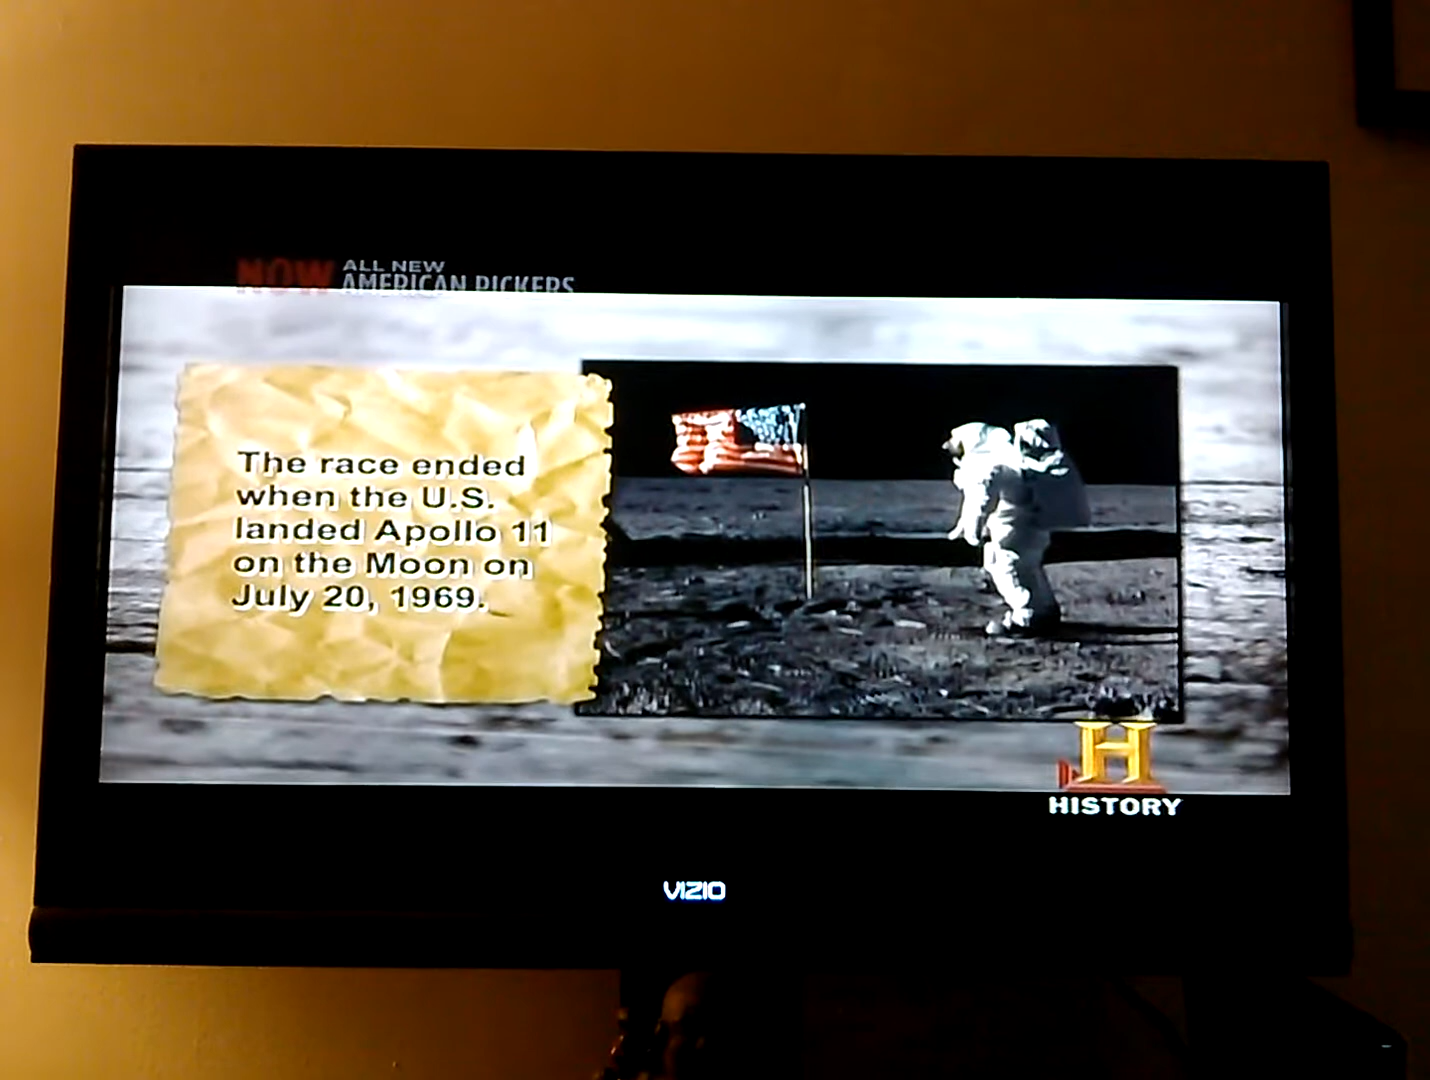 NOW ALL NEW
AMERICAN PICKERS
The race ended
when the U.S.
landed Apollo 11
on the Moon on
July 20, 1969.
H
HISTORY
VIZIO